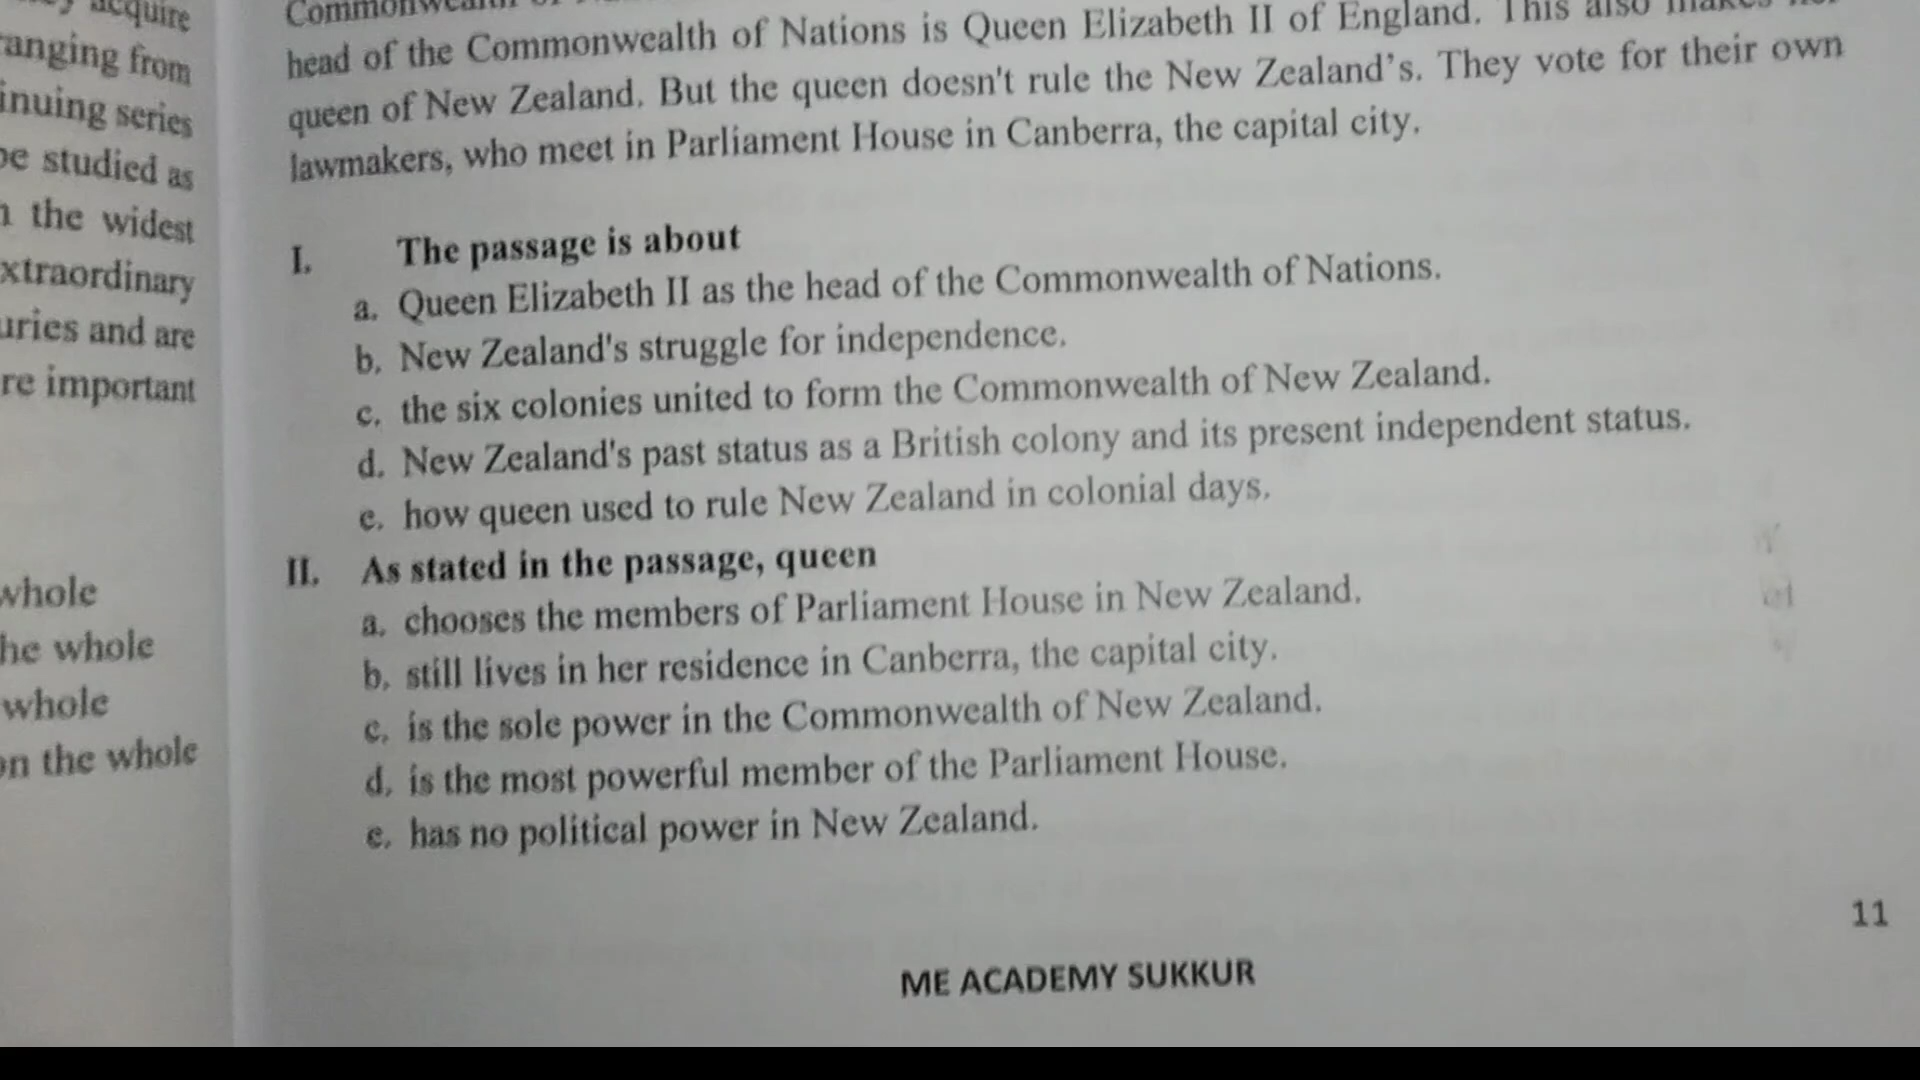 acquire
ranging from
inuing series
be studied as
the widest
xtraordinary
uries and are
re important
whole
he whole
whole
on the whole
head of the Commonwealth of Nations is Queen Elizabeth II of England. This also makes
queen of New Zealand. But the queen doesn't rule the New Zealand's. They vote for their own
lawmakers, who meet in Parliament House in Canberra, the capital city.
I. The passage is about
a. Queen Elizabeth II as the head of the Commonwealth of Nations.
b. New Zealand's struggle for independence.
c. the six colonies united to form the Commonwealth of New Zealand.
d. New Zealand's past status as a British colony and its present independent status.
e. how queen used to rule New Zealand in colonial days.
II. As stated in the passage, queen
a. chooses the members of Parliament House in New Zealand.
b. still lives in her residence in Canberra, the capital city.
c. is the sole power in the Commonwealth of New Zealand.
d. is the most powerful member of the Parliament House.
e. has no political power in New Zealand.
11
ME ACADEMY SUKKUR